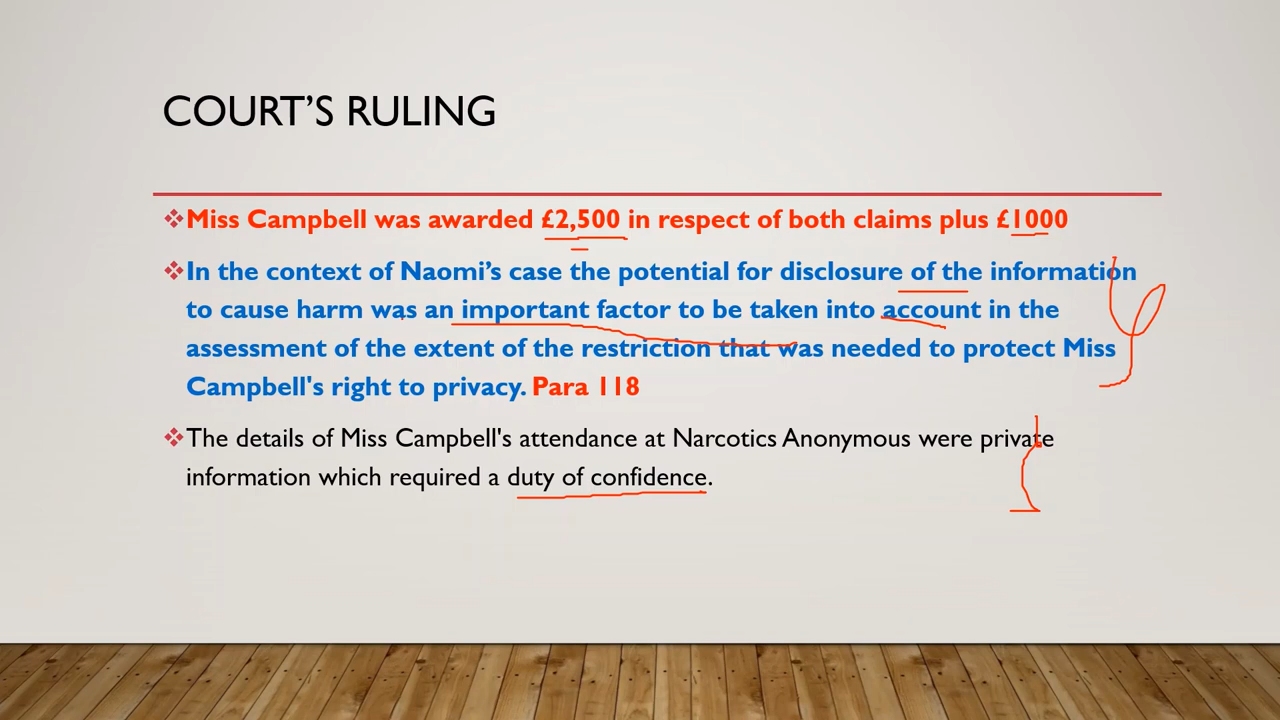 COURT'S RULING
❖Miss Campbell was awarded £2,500 in respect of both claims plus £1000
❖In the context of Naomi's case the potential for disclosure of the information
to cause harm was an important factor to be taken into account in the
assessment of the extent of the restriction that was needed to protect Miss
Campbell's right to privacy. Para 118
❖The details of Miss Campbell's attendance at Narcotics Anonymous were private
information which required a duty of confidence.